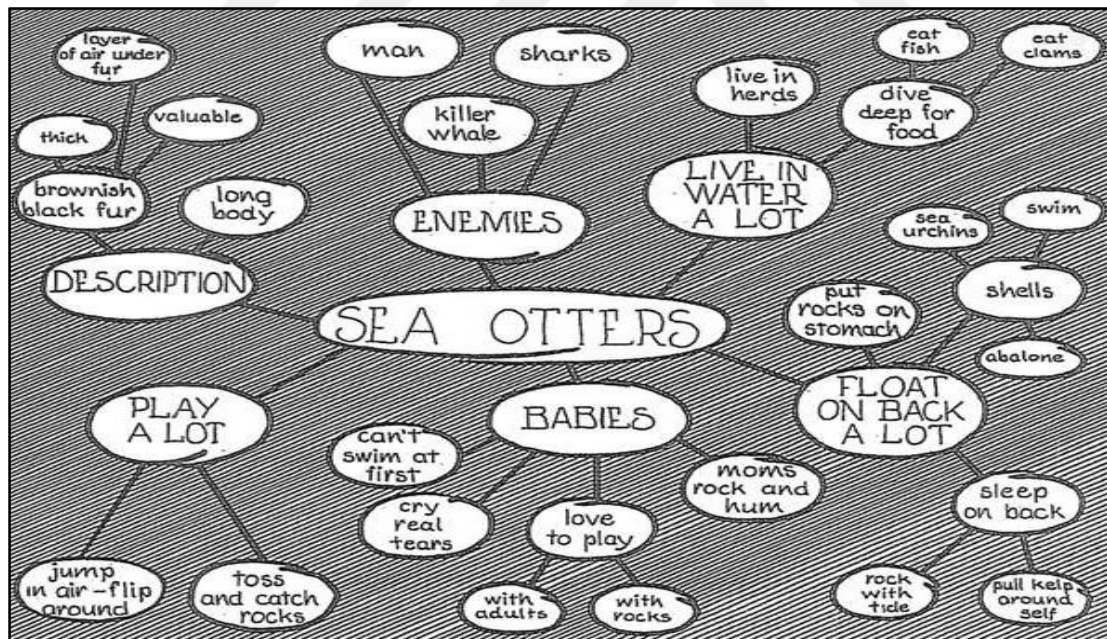 SEA OTTERS
DESCRIPTION
brownish
black fur
thick
layer
of air under
fur
valuable
long
body
ENEMIES
man
killer
whale
sharks
LIVE IN
WATER
A LOT
live in
herds
dive
deep for
food
eat
fish
eat
clams
FLOAT
ON BACK
A LOT
put
rocks on
stomach
shells
sea
urchins
swim
abalone
sleep
on back
rock
with
tide
pull kelp
around
self
BABIES
can't
swim at
first
cry
real
tears
love
to play
with
adults
with
rocks
moms
rock and
hum
PLAY
A LOT
jump
in air-flip
around
toss
and catch
rocks